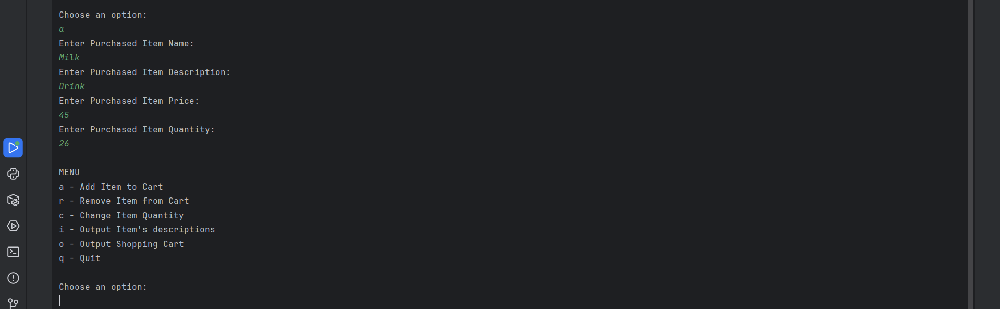 Choose an option:
a
Enter Purchased Item Name:
Milk
Enter Purchased Item Description:
Drink
Enter Purchased Item Price:
45
Enter Purchased Item Quantity:
26
MENU
a - Add Item to Cart
r - Remove Item from Cart
c - Change Item Quantity
i - Output Item's descriptions
o - Output Shopping Cart
q - Quit
Choose an option: